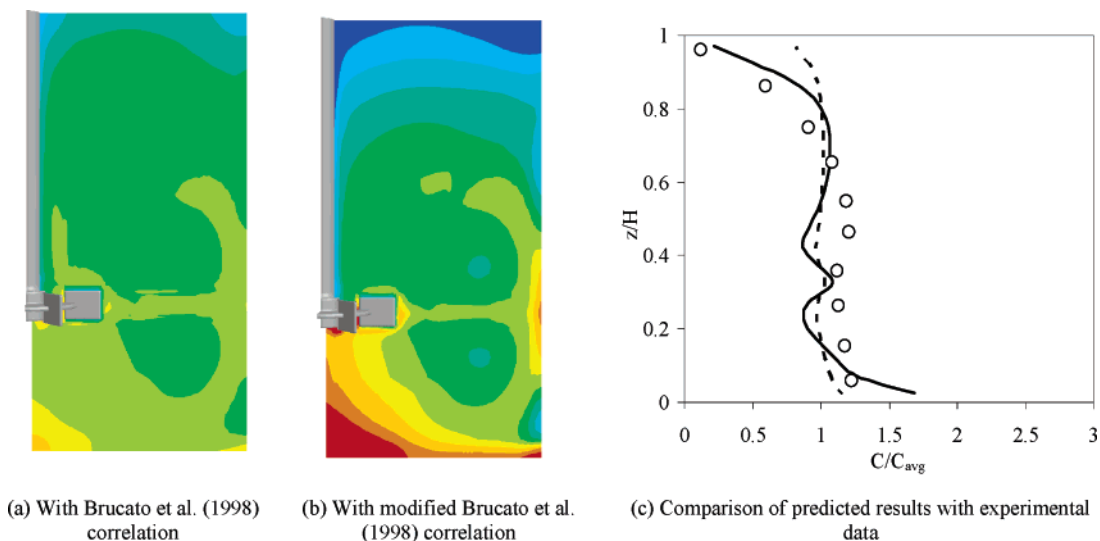 1
0.8
0.6
z/H
0.4
0.2
0
0 0.5 1 1.5 2 2.5 3
C/Cavg
(a) With Brucato et al. (1998)
correlation
(b) With modified Brucato et al.
(1998) correlation
(c) Comparison of predicted results with experimental
data